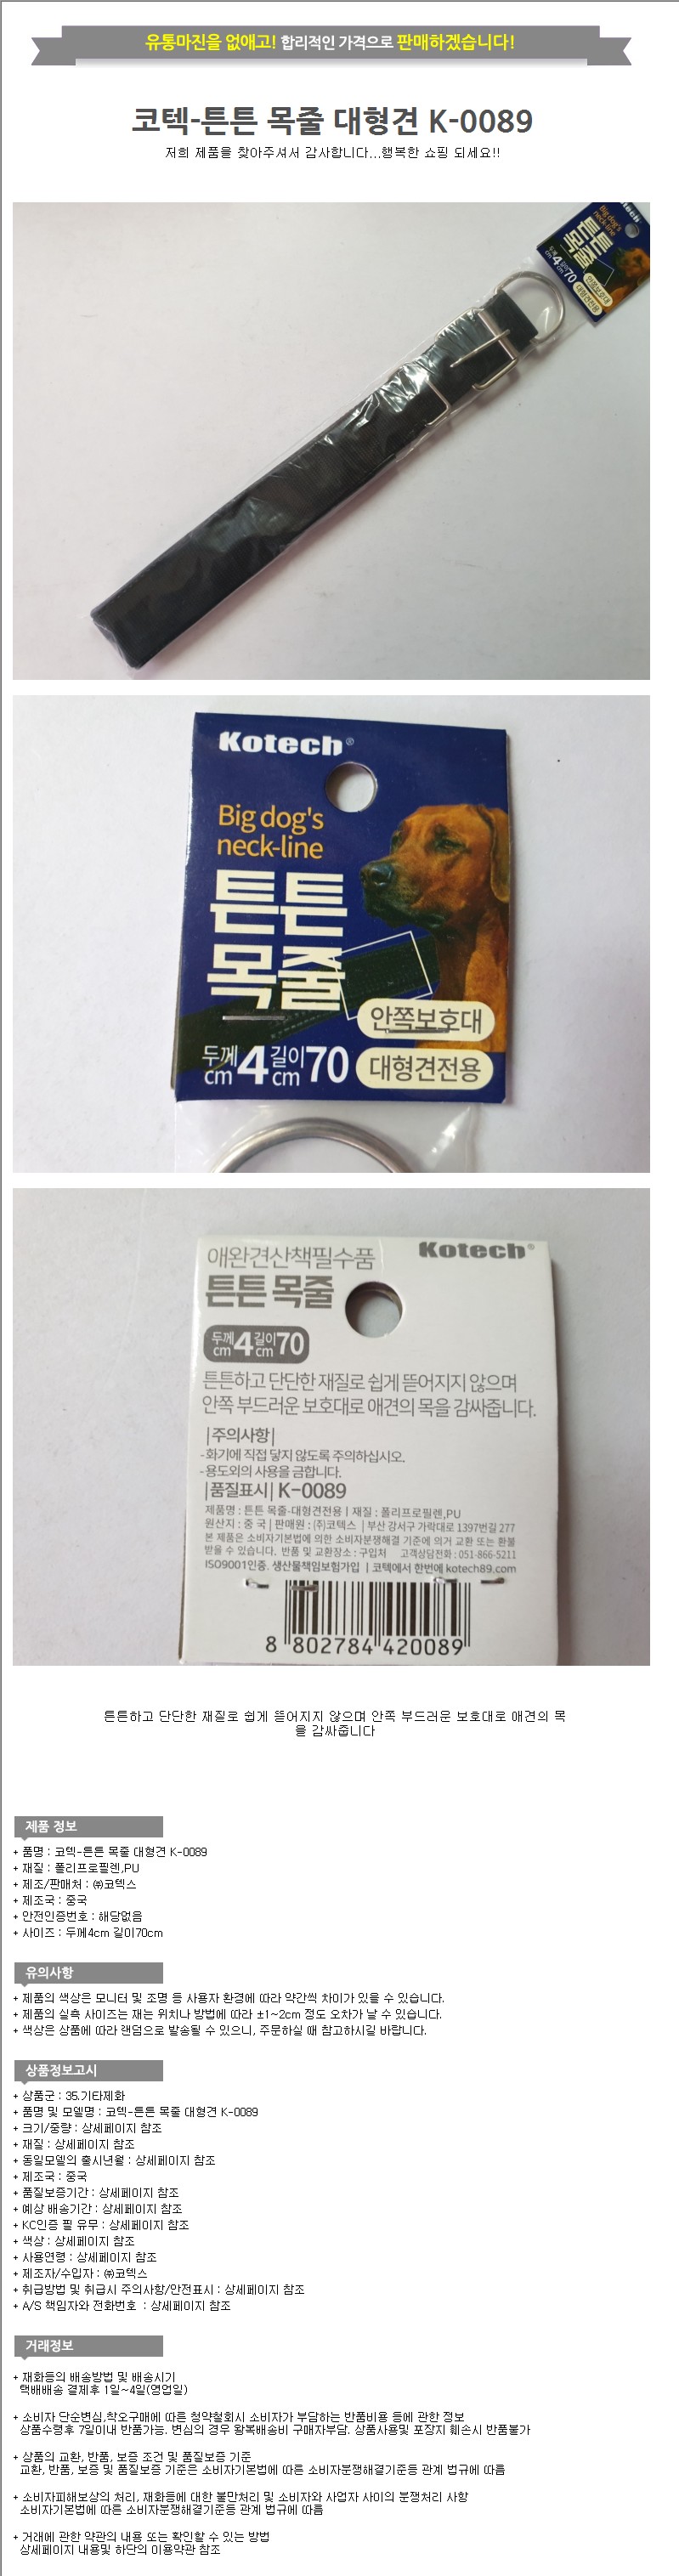 유통마진을 없애고! 합리적인 가격으로 판매하겠습니다!
코텍-튼튼 목줄 대형견 K-0089
저희 제품을 찾아주셔서 감사합니다...행복한 쇼핑 되세요!!
Kotech
Big dog's
neck-line
튼튼
목줄
두께 4 길이 70
cm cm
안쪽보호대
대형견전용
Kotech®
Big dog's
neck-line
튼튼
목줄
안쪽보호대
두께 4 길이 70
cm cm
대형견전용
애완견산책필수품 Kotech®
튼튼 목줄
두께 4 길이 70
cm cm
튼튼하고 단단한 재질로 쉽게 뜯어지지 않으며
안쪽 부드러운 보호대로 애견의 목을 감싸줍니다.
|주의사항|
-화기에 직접 닿지 않도록 주의하십시오.
-용도외의 사용을 금합니다.
|품질표시| K-0089
제품명 : 튼튼 목줄-대형견전용 | 재질 : 폴리프로필렌,PU
원산지 : 중 국 | 판매원 : (주)코텍스 | 부산 강서구 가락대로 1397번길 277
본 제품은 소비자기본법에 의한 소비자분쟁해결 기준에 의거 교환 또는 환불
받을 수 있습니다. 반품 및 교환장소 : 구입처 고객상담전화 : 051-866-5211
ISO9001인증. 생산물책임보험가입 | 코텍에서 한번에 kotech89.com
8 802784 420089
튼튼하고 단단한 재질로 쉽게 뜯어지지 않으며 안쪽 부드러운 보호대로 애견의 목
을 감싸줍니다
제품 정보
+ 품명 : 코텍-튼튼 목줄 대형견 K-0089
+ 재질 : 폴리프로필렌,PU
+ 제조/판매처 : ㈜코텍스
+ 제조국 : 중국
+ 안전인증번호 : 해당없음
+ 사이즈 : 두께4cm 길이70cm
유의사항
+ 제품의 색상은 모니터 및 조명 등 사용자 환경에 따라 약간씩 차이가 있을 수 있습니다.
+ 제품의 실측 사이즈는 재는 위치나 방법에 따라 ±1~2cm 정도 오차가 날 수 있습니다.
+ 색상은 상품에 따라 랜덤으로 발송될 수 있으니, 주문하실 때 참고하시길 바랍니다.
상품정보고시
+ 상품군 : 35.기타재화
+ 품명 및 모델명 : 코텍-튼튼 목줄 대형견 K-0089
+ 크기/중량 : 상세페이지 참조
+ 재질 : 상세페이지 참조
+ 동일모델의 출시년월 : 상세페이지 참조
+ 제조국 : 중국
+ 품질보증기간 : 상세페이지 참조
+ 예상 배송기간 : 상세페이지 참조
+ KC인증 필 유무 : 상세페이지 참조
+ 색상 : 상세페이지 참조
+ 사용연령 : 상세페이지 참조
+ 제조자/수입자 : ㈜코텍스
+ 취급방법 및 취급시 주의사항/안전표시 : 상세페이지 참조
+ A/S 책임자와 전화번호 : 상세페이지 참조
거래정보
+ 재화등의 배송방법 및 배송시기
택배배송 결제후 1일~4일(영업일)
+ 소비자 단순변심,착오구매에 따른 청약철회시 소비자가 부담하는 반품비용 등에 관한 정보
상품수령후 7일이내 반품가능. 변심의 경우 왕복배송비 구매자부담. 상품사용및 포장지 훼손시 반품불가
+ 상품의 교환, 반품, 보증 조건 및 품질보증 기준
교환, 반품, 보증 및 품질보증 기준은 소비자기본법에 따른 소비자분쟁해결기준등 관계 법규에 따름
+ 소비자피해보상의 처리, 재화등에 대한 불만처리 및 소비자와 사업자 사이의 분쟁처리 사항
소비자기본법에 따른 소비자분쟁해결기준등 관계 법규에 따름
+ 거래에 관한 약관의 내용 또는 확인할 수 있는 방법
상세페이지 내용및 하단의 이용약관 참조